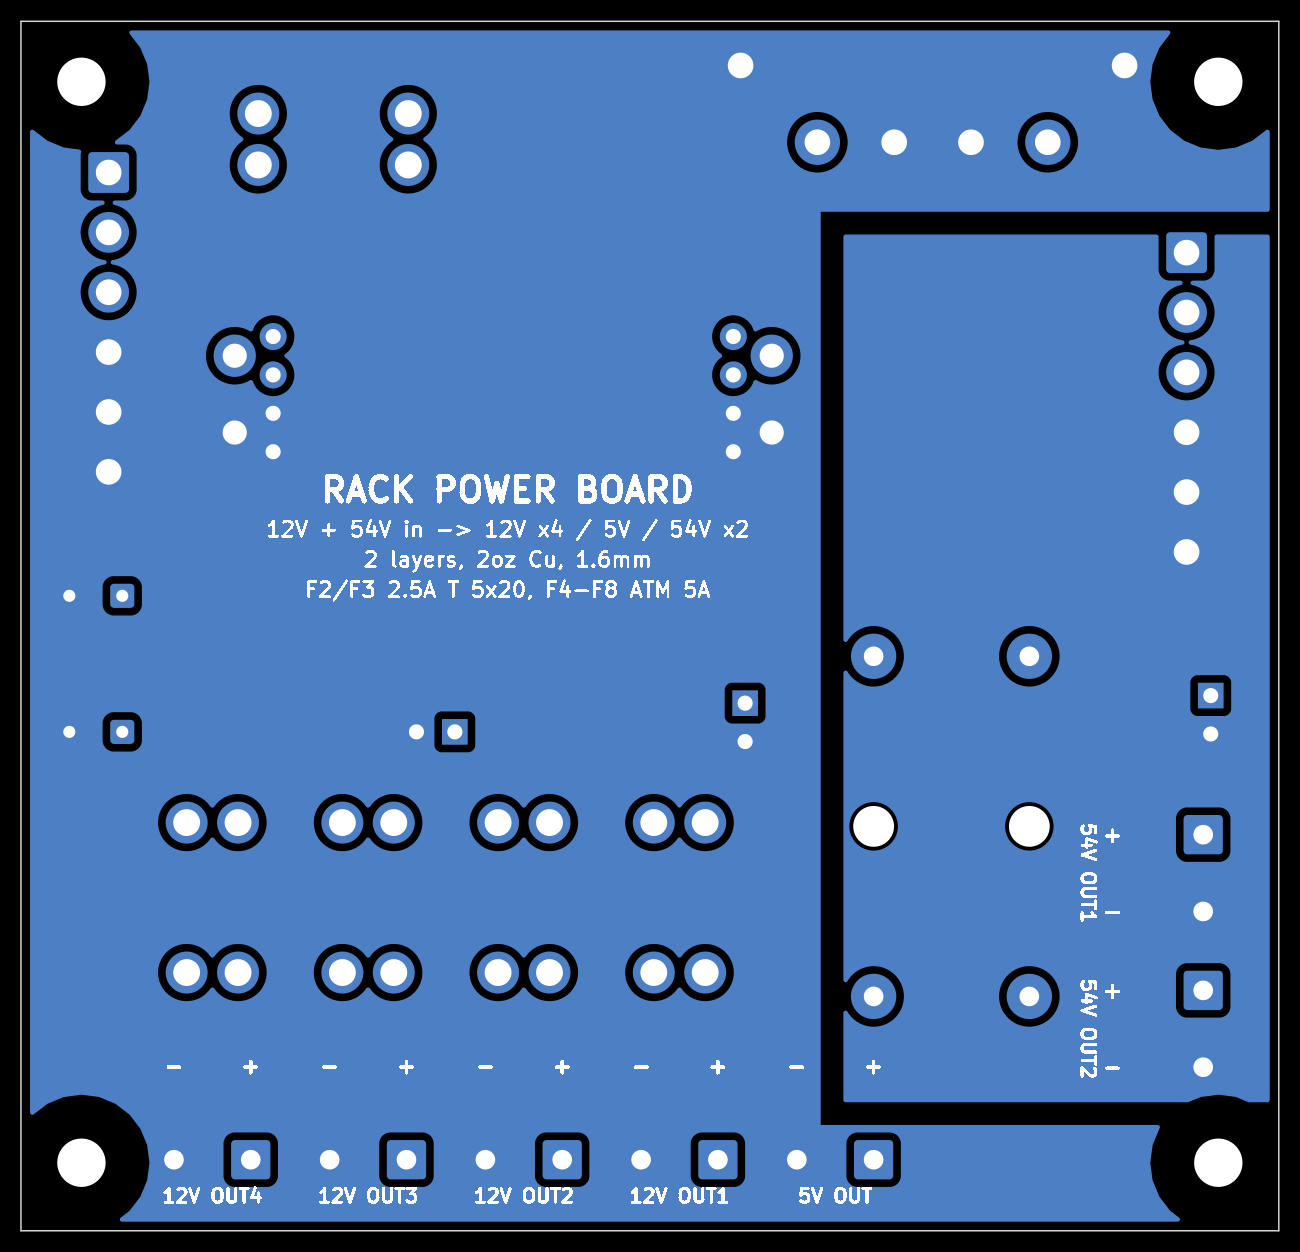 RACK POWER BOARD
12V + 54V in -> 12V x4 / 5V / 54V x2
2 layers, 2oz Cu, 1.6mm
F2/F3 2.5A T 5x20, F4-F8 ATM 5A
+
54V OUT1
-
+
54V OUT2
-
- + - + - + - + - +
12V OUT4 12V OUT3 12V OUT2 12V OUT1 5V OUT